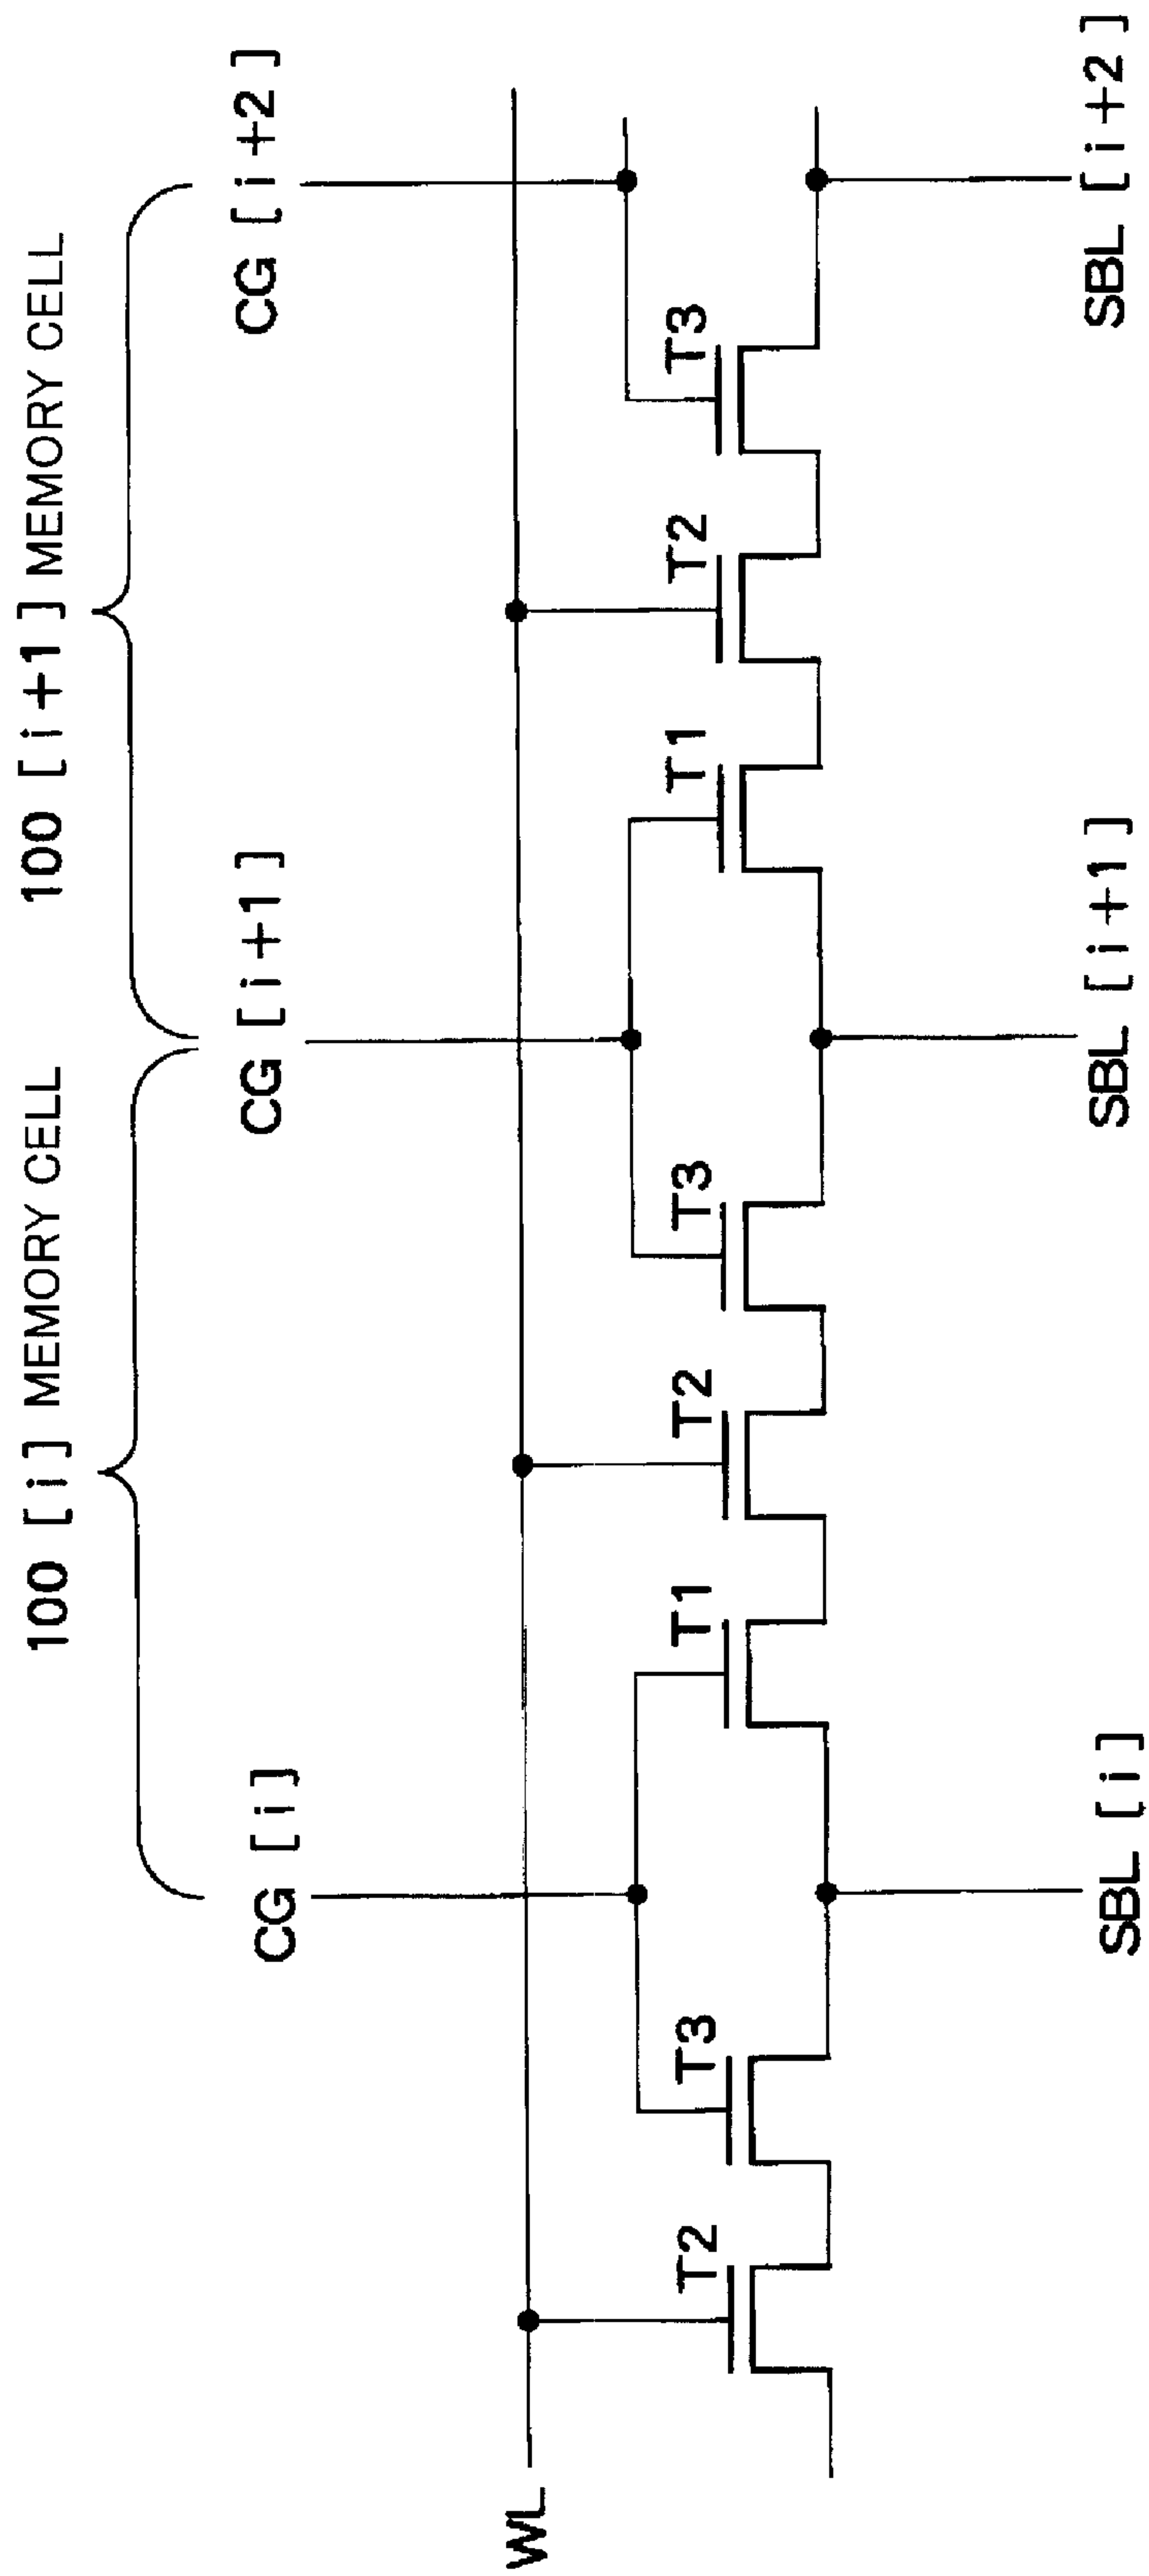 100 [ i ] MEMORY CELL 100 [ i+1 ] MEMORY CELL
CG [ i ] CG [ i+1 ] CG [ i+2 ]
WL
T2 T3 T1 T2 T3 T1 T2 T3
SBL [ i ] SBL [ i+1 ] SBL [ i+2 ]